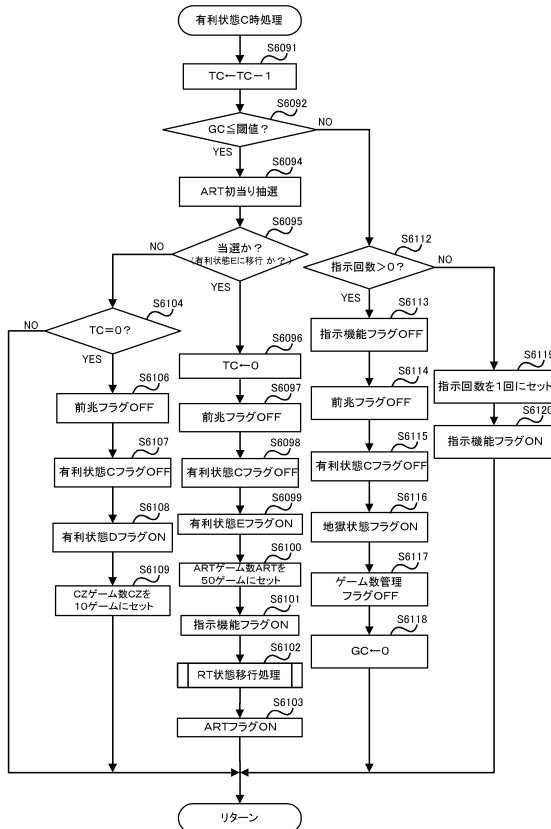 有利状態C時処理
S6091
TC←TC－1
S6092
GC≦閾値？
NO
YES
S6094
ART初当り抽選
S6095
当選か？
(有利状態Eに移行か？)
NO
YES
S6112
指示回数＞0？
NO
YES
S6104
TC＝0？
NO
YES
S6096
TC←0
S6113
指示機能フラグOFF
S6119
指示回数を1回にセット
S6106
前兆フラグOFF
S6097
前兆フラグOFF
S6114
前兆フラグOFF
S6120
指示機能フラグON
S6107
有利状態CフラグOFF
S6098
有利状態CフラグOFF
S6115
有利状態CフラグOFF
S6108
有利状態DフラグON
S6099
有利状態EフラグON
S6116
地獄状態フラグON
S6109
CZゲーム数CZを
10ゲームにセット
S6100
ARTゲーム数ARTを
50ゲームにセット
S6117
ゲーム数管理
フラグOFF
S6101
指示機能フラグON
S6118
GC←0
S6102
RT状態移行処理
S6103
ARTフラグON
リターン